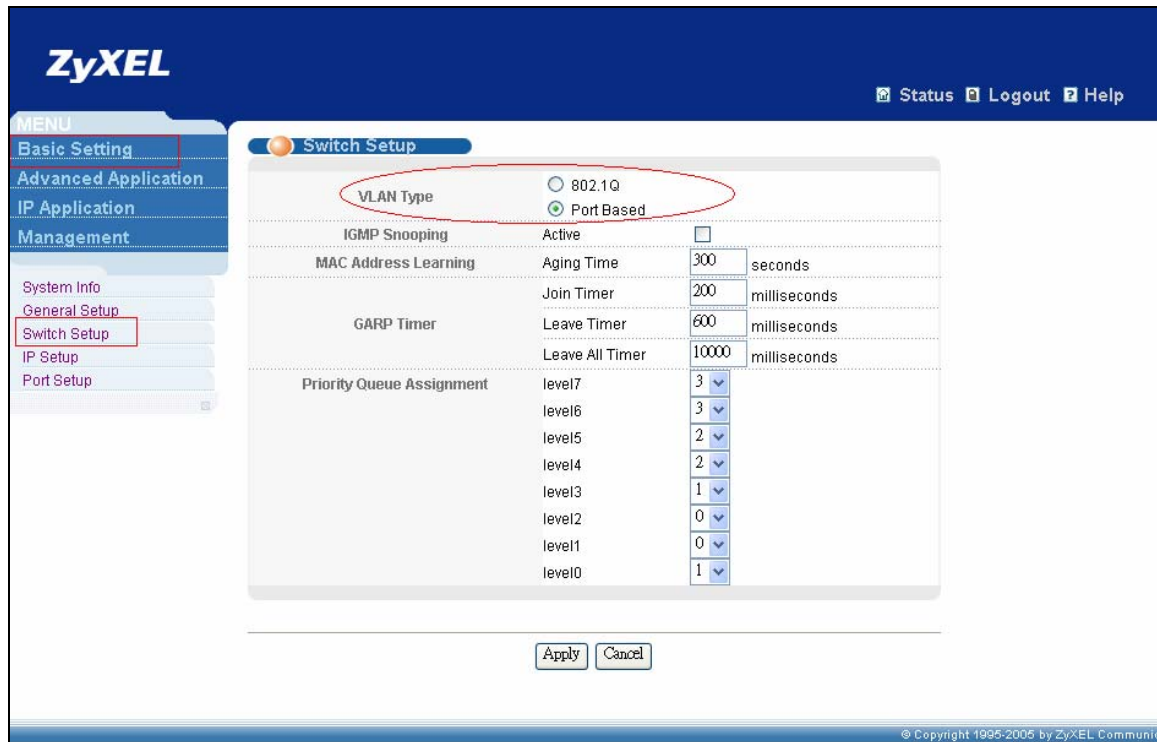 ZyXEL
Status Logout Help
MENU
Basic Setting
Advanced Application
IP Application
Management
System Info
General Setup
Switch Setup
IP Setup
Port Setup
Switch Setup
VLAN Type
802.1Q
Port Based
IGMP Snooping Active
MAC Address Learning Aging Time 300 seconds
GARP Timer
Join Timer 200 milliseconds
Leave Timer 600 milliseconds
Leave All Timer 10000 milliseconds
Priority Queue Assignment level7 3
level6 3
level5 2
level4 2
level3 1
level2 0
level1 0
level0 1
Apply Cancel
© Copyright 1995-2005 by ZyXEL Communi